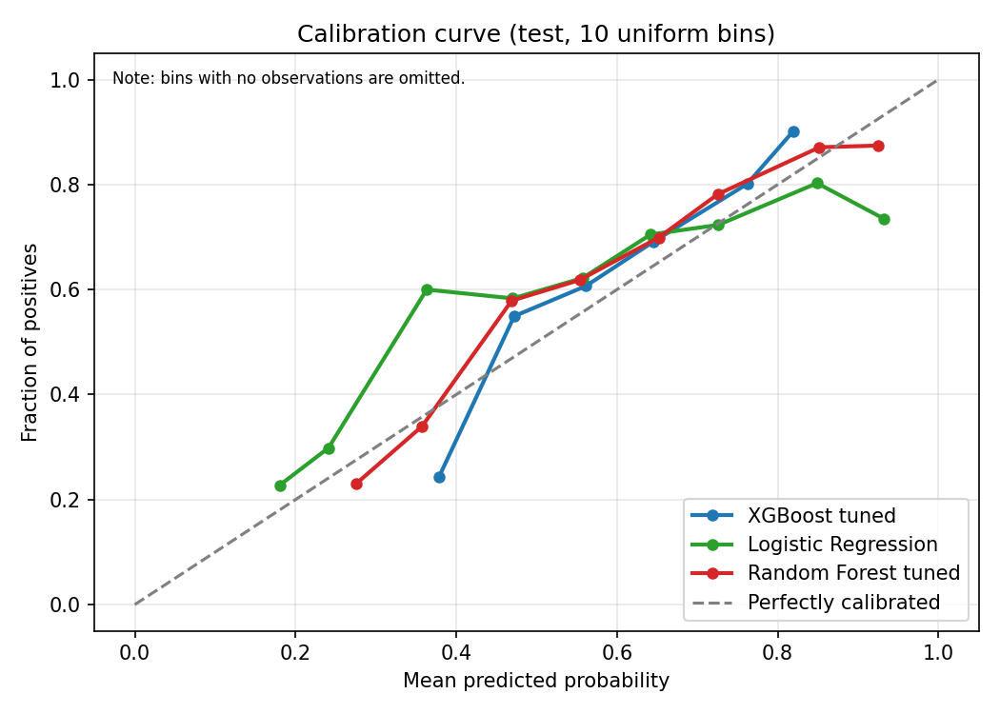 Calibration curve (test, 10 uniform bins)
Note: bins with no observations are omitted.
1.0
0.8
0.6
0.4
0.2
0.0
Fraction of positives
XGBoost tuned
Logistic Regression
Random Forest tuned
Perfectly calibrated
0.0 0.2 0.4 0.6 0.8 1.0
Mean predicted probability